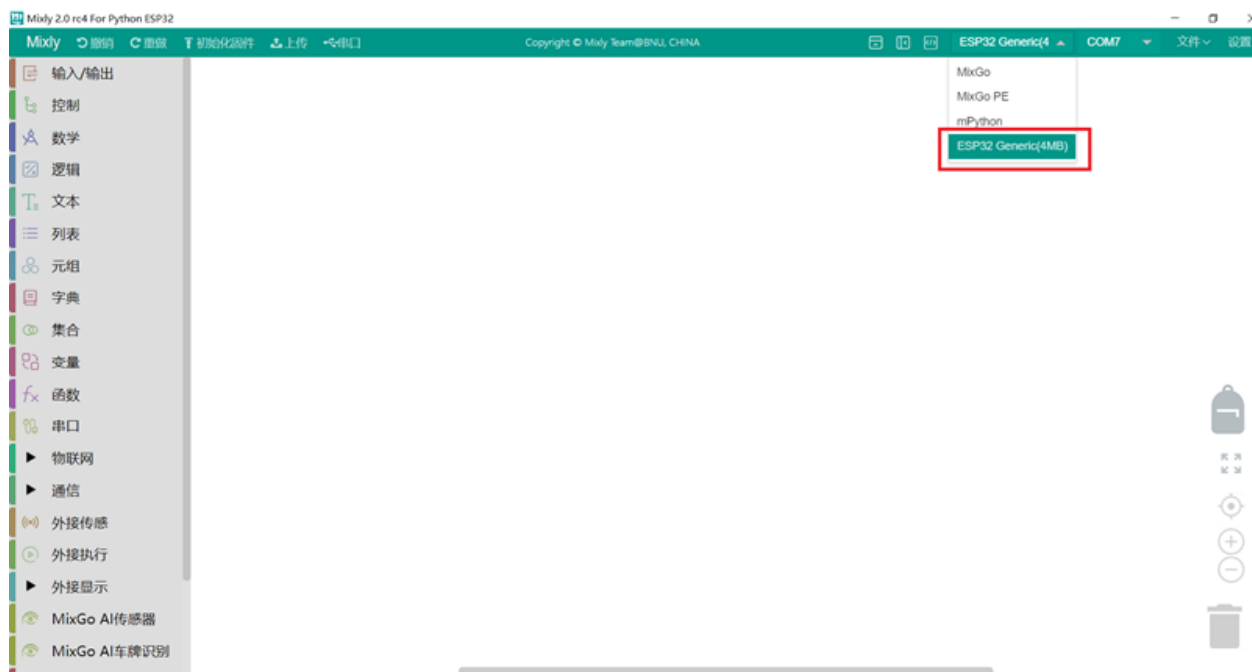 Mixly 2.0 rc4 For Python ESP32
Mixly 撤销 重做 初始化固件 上传 串口 Copyright © Mixly Team@BNU, CHINA ESP32 Generic(4 COM7 文件 设置
MixGo
MixGo PE
mPython
ESP32 Generic(4MB)
输入/输出
控制
数学
逻辑
文本
列表
元组
字典
集合
变量
函数
串口
物联网
通信
外接传感
外接执行
外接显示
MixGo AI传感器
MixGo AI车牌识别